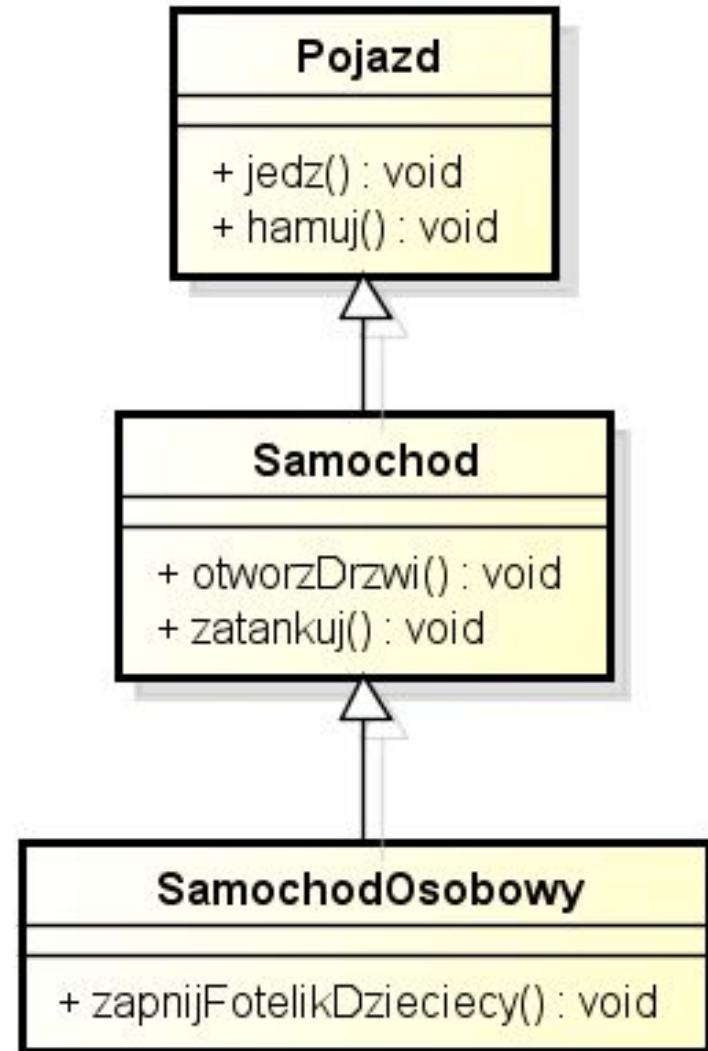 Pojazd
+ jedz() : void
+ hamuj() : void
Samochod
+ otworzDrzwi() : void
+ zatankuj() : void
SamochodOsobowy
+ zapnijFotelikDzieciecy() : void